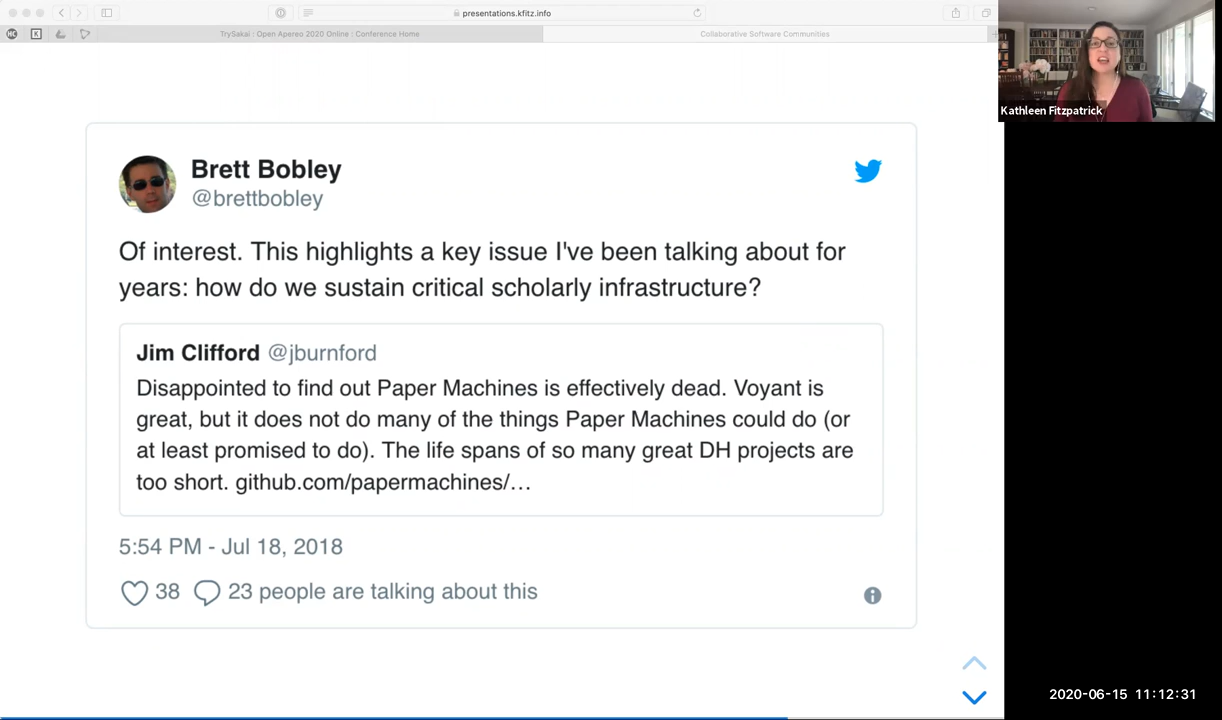 presentations.kfitz.info
TrySakai : Open Apereo 2020 Online : Conference Home
Collaborative Software Communities
Kathleen Fitzpatrick
Brett Bobley
@brettbobley
Of interest. This highlights a key issue I've been talking about for
years: how do we sustain critical scholarly infrastructure?
Jim Clifford @jburnford
Disappointed to find out Paper Machines is effectively dead. Voyant is
great, but it does not do many of the things Paper Machines could do (or
at least promised to do). The life spans of so many great DH projects are
too short. github.com/papermachines/…
5:54 PM - Jul 18, 2018
38 23 people are talking about this
2020-06-15 11:12:31